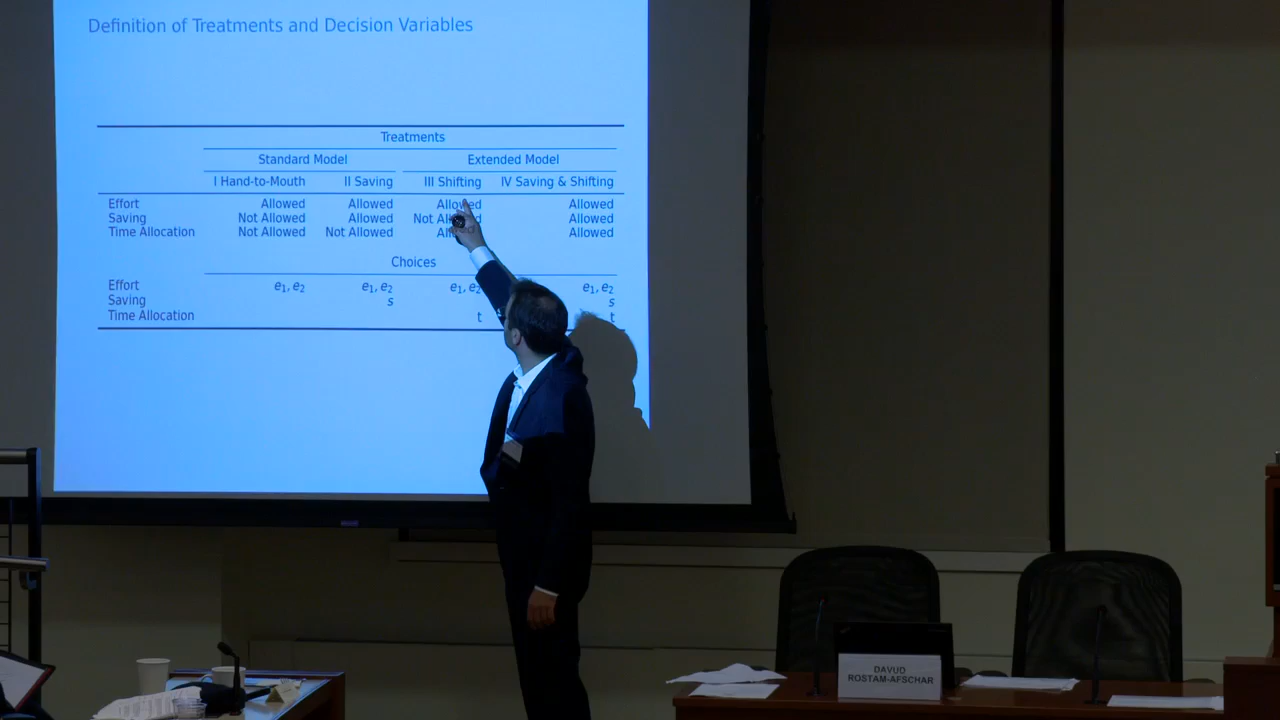 Definition of Treatments and Decision Variables
Treatments
Standard Model Extended Model
I Hand-to-Mouth II Saving III Shifting IV Saving & Shifting
Effort Allowed Allowed Allowed Allowed
Saving Not Allowed Allowed Not Allowed Allowed
Time Allocation Not Allowed Not Allowed Allowed
Choices
Effort e₁, e₂ e₁, e₂ e₁, e₂ e₁, e₂
Saving s s
Time Allocation t t
DAVUD
ROSTAM-AFSCHAR